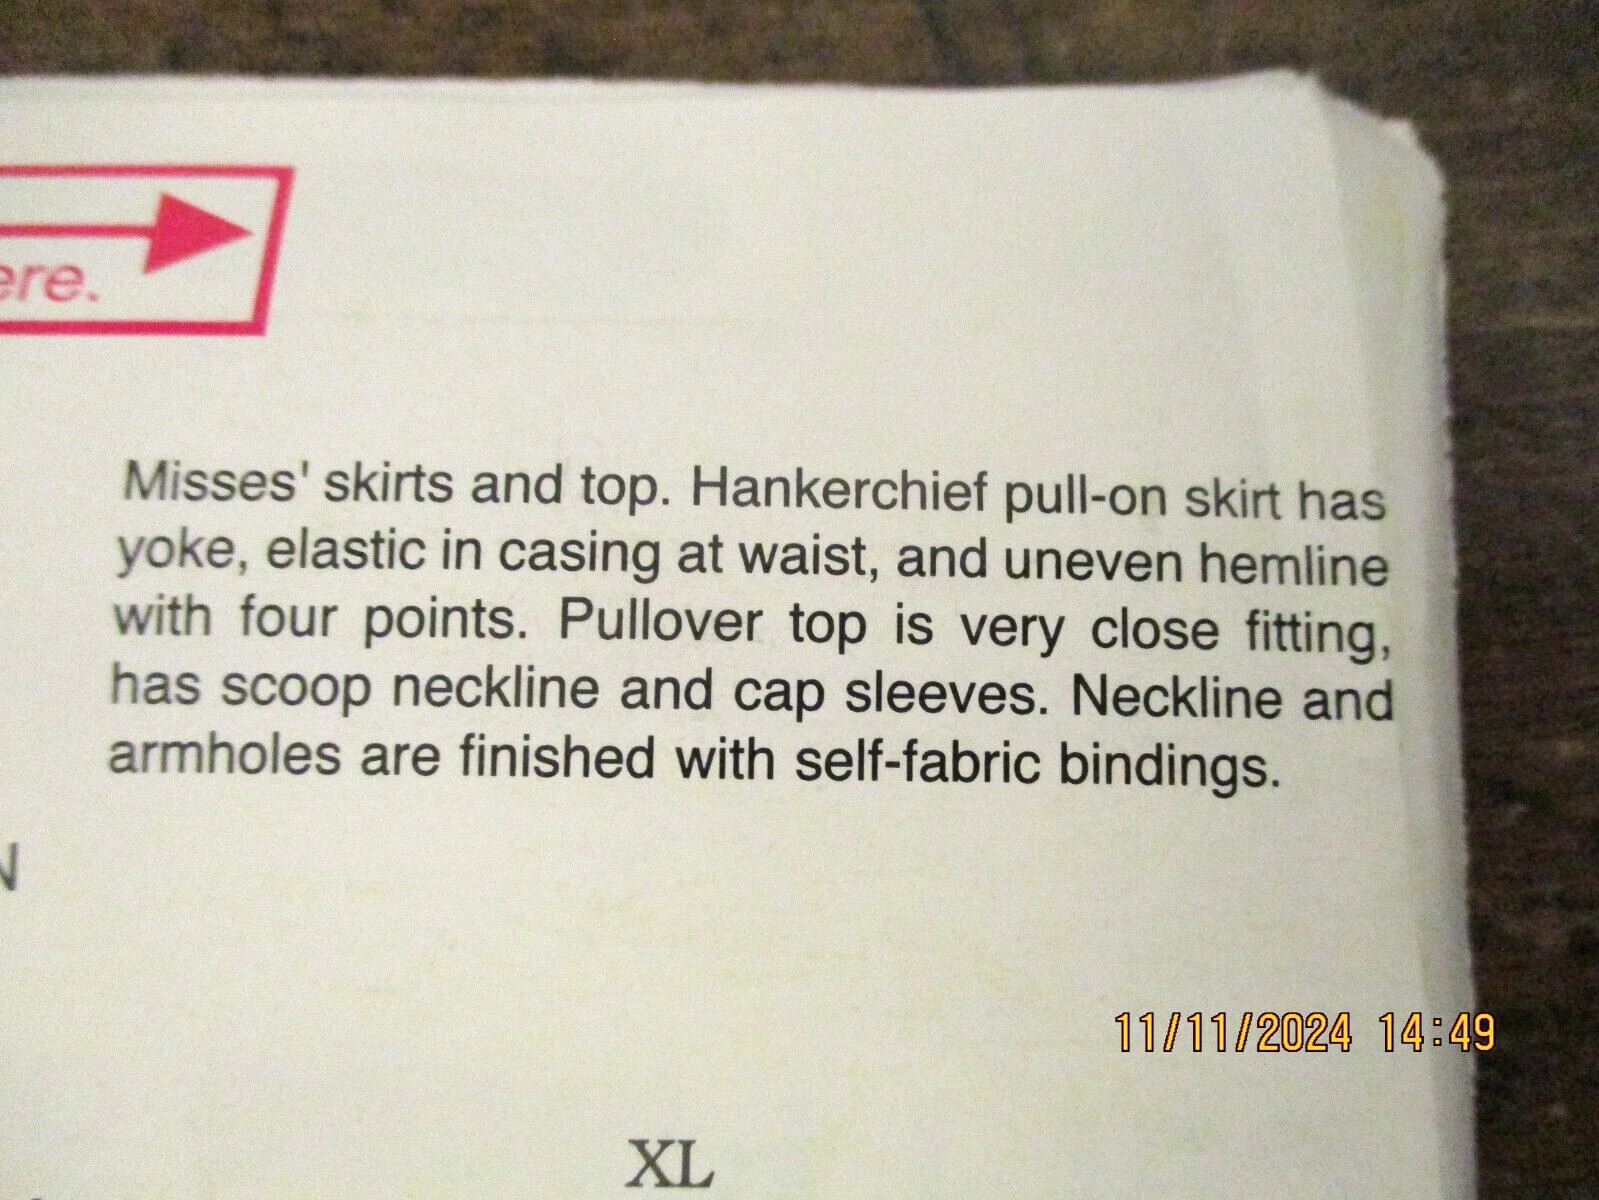 ere.
Misses' skirts and top. Hankerchief pull-on skirt has
yoke, elastic in casing at waist, and uneven hemline
with four points. Pullover top is very close fitting,
has scoop neckline and cap sleeves. Neckline and
armholes are finished with self-fabric bindings.
N
11/11/2024 14:49
XL